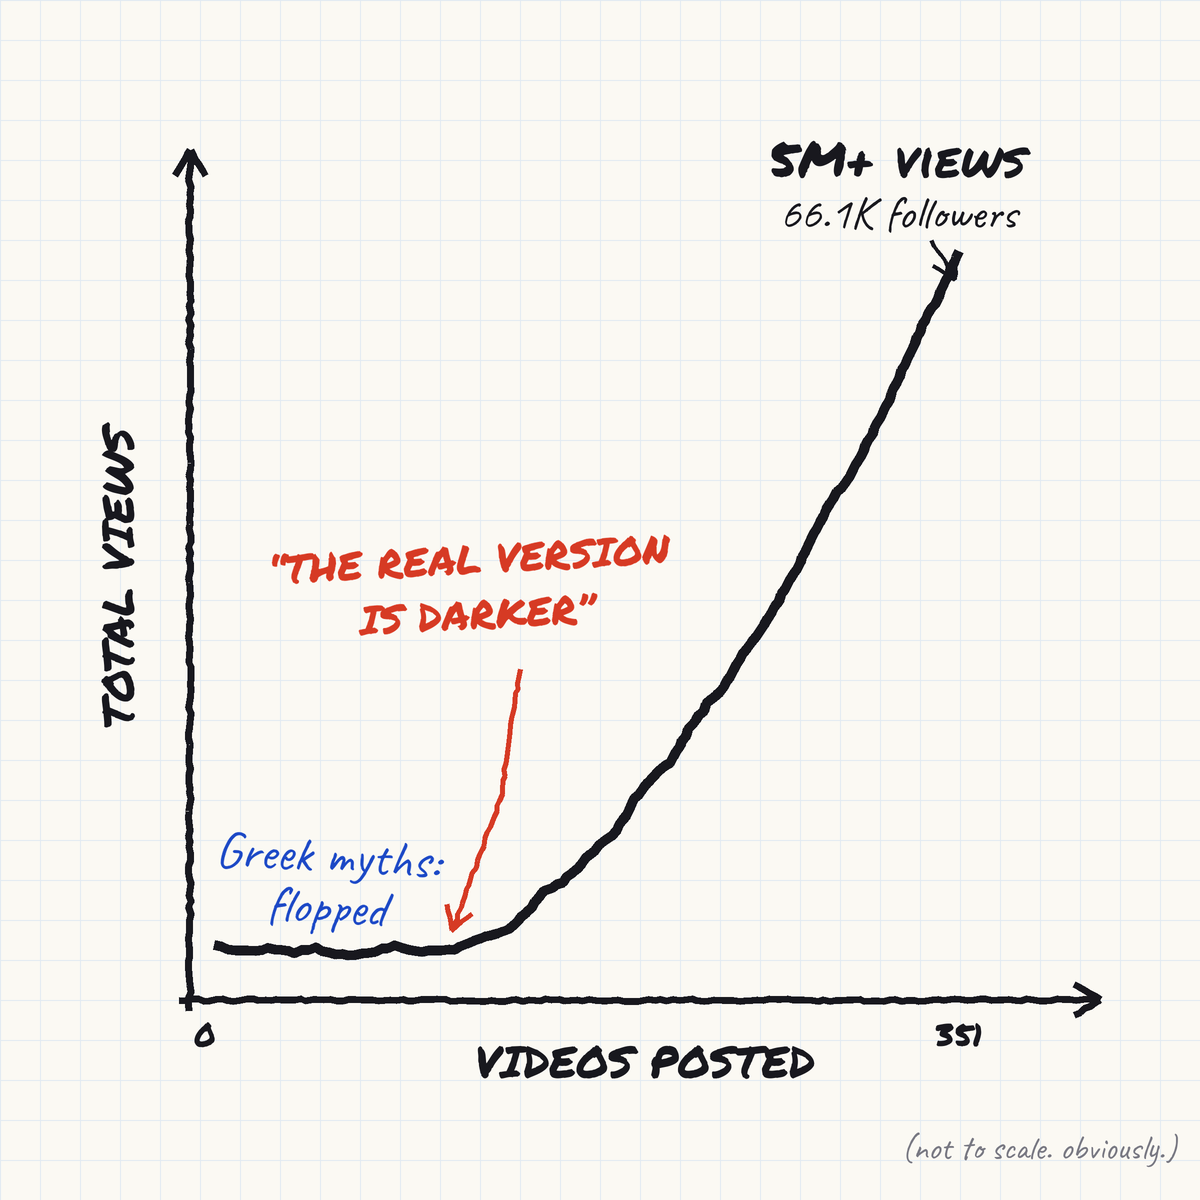 5M+ VIEWS
66.1K followers
TOTAL VIEWS
"THE REAL VERSION
IS DARKER"
Greek myths:
flopped
0
351
VIDEOS POSTED
(not to scale. obviously.)